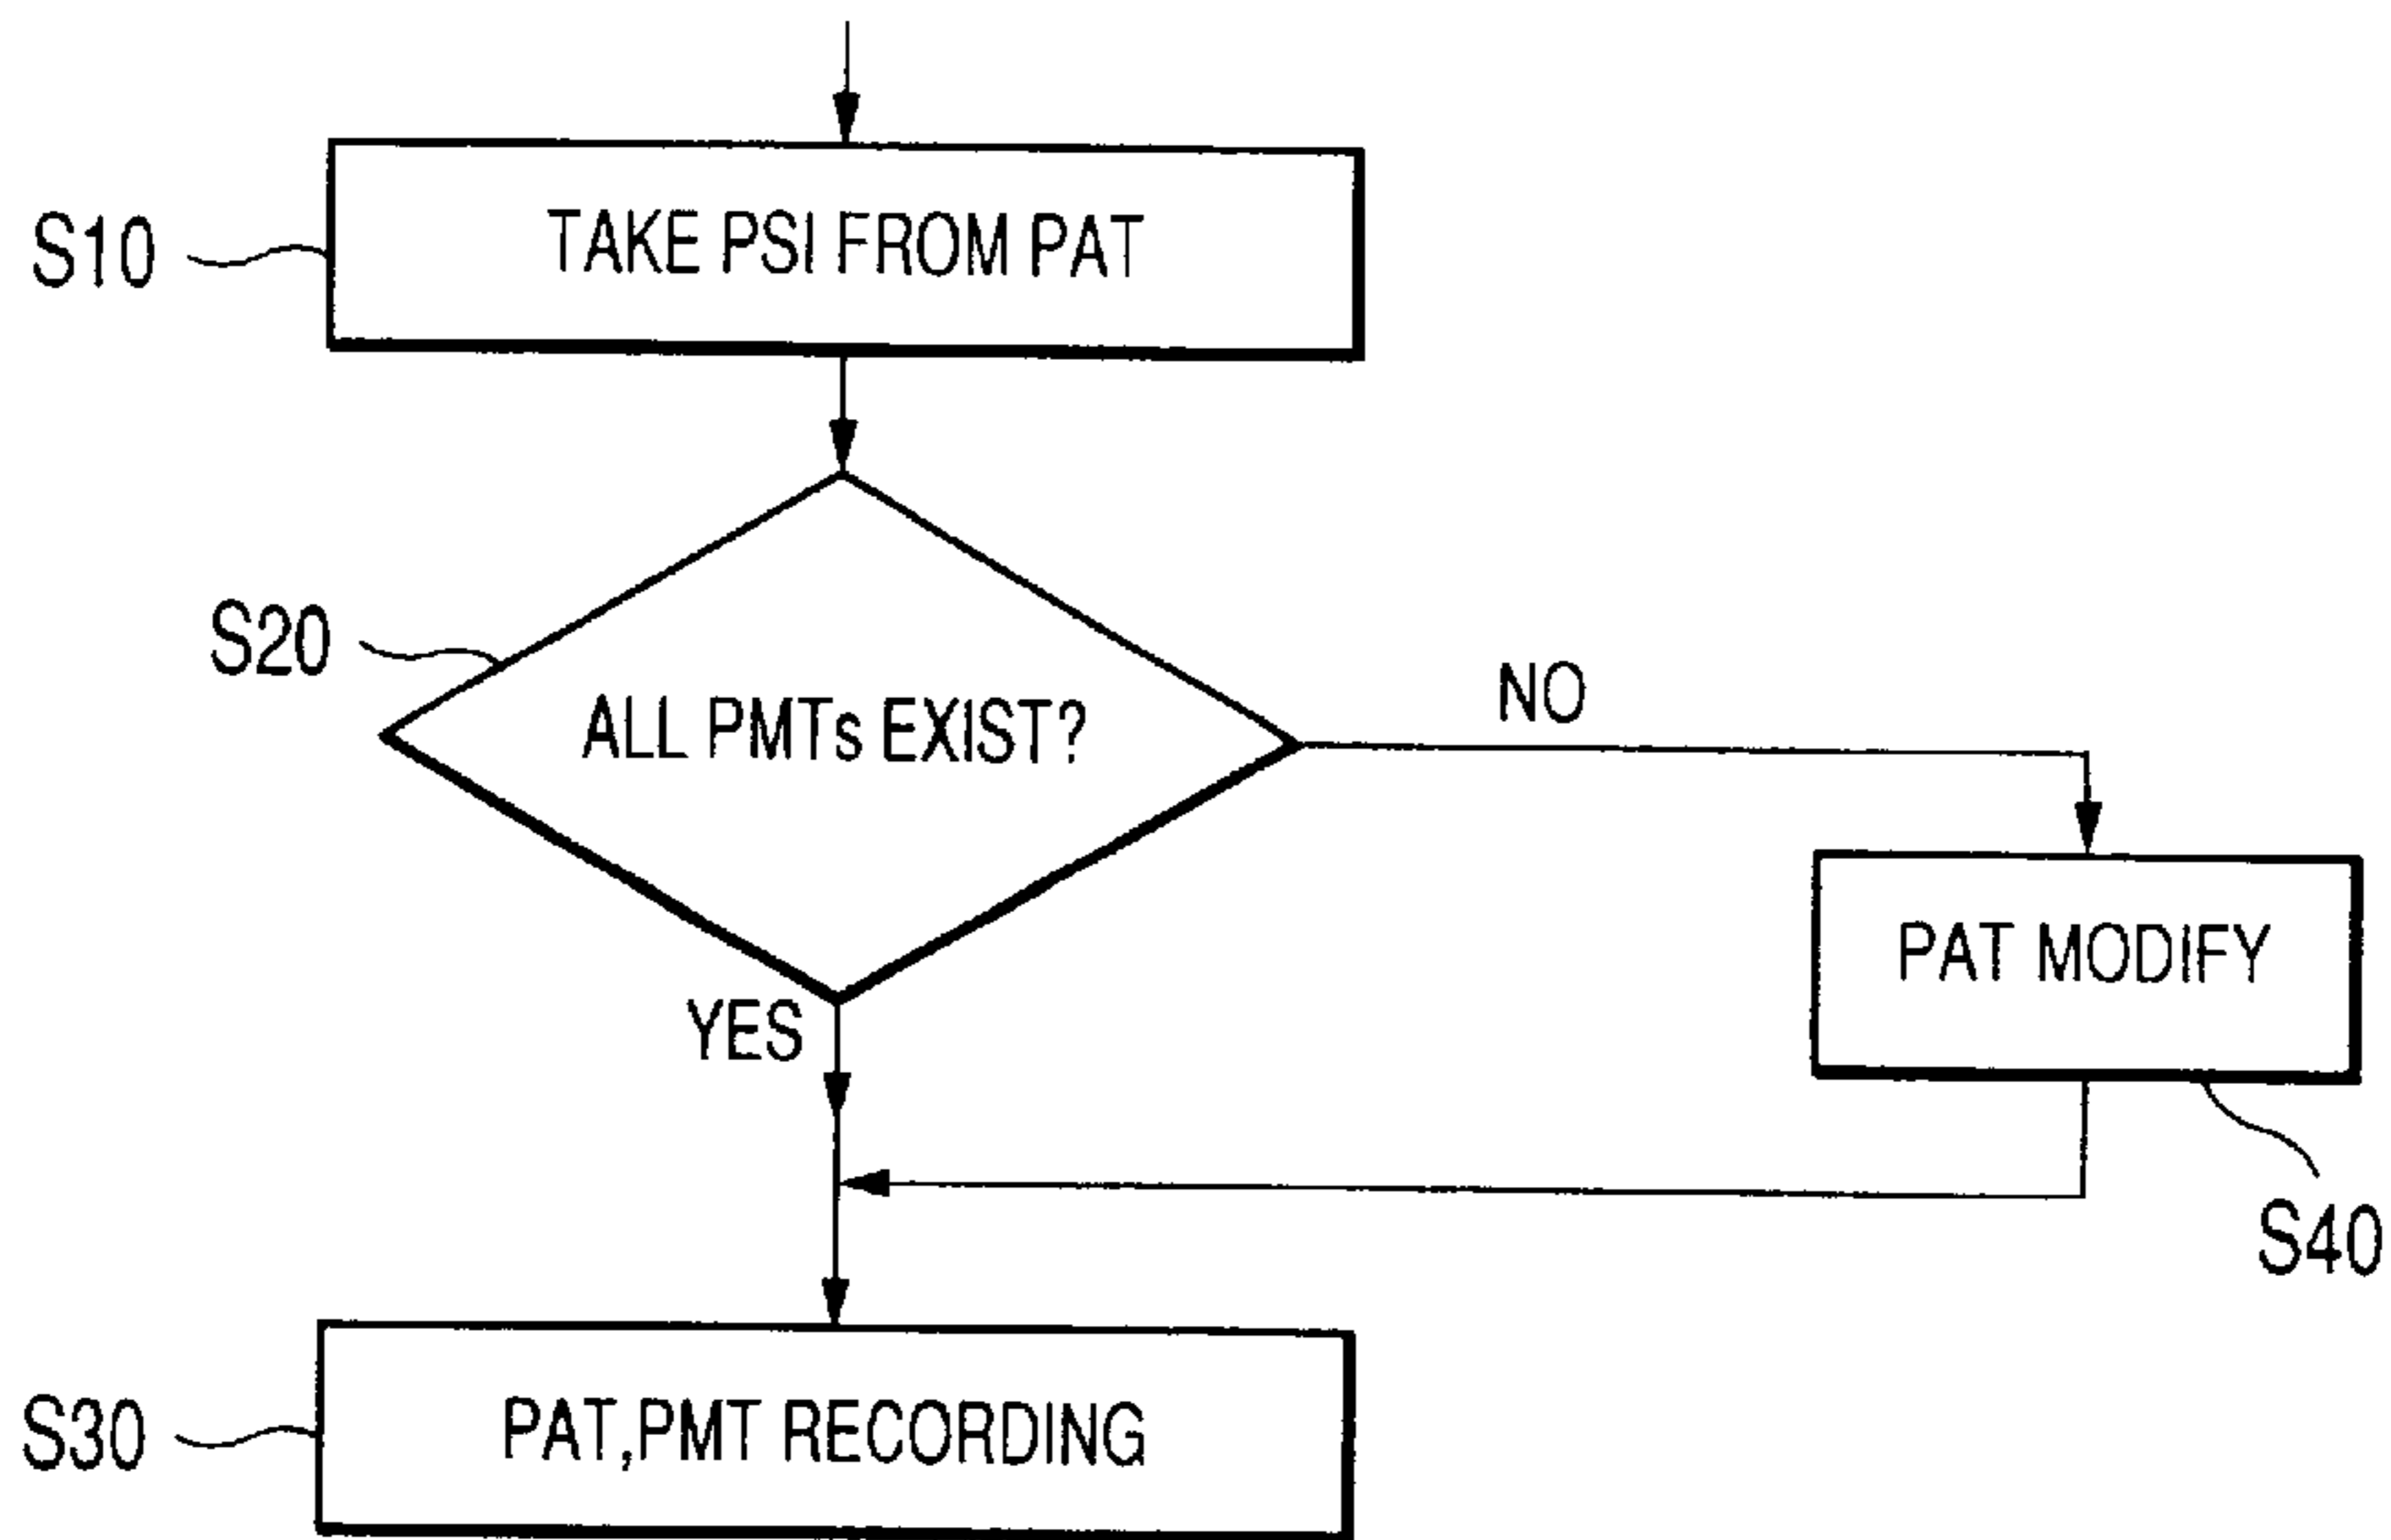 S10
TAKE PSI FROM PAT
S20
ALL PMTs EXIST?
NO
YES
PAT MODIFY
S40
S30
PAT,PMT RECORDING